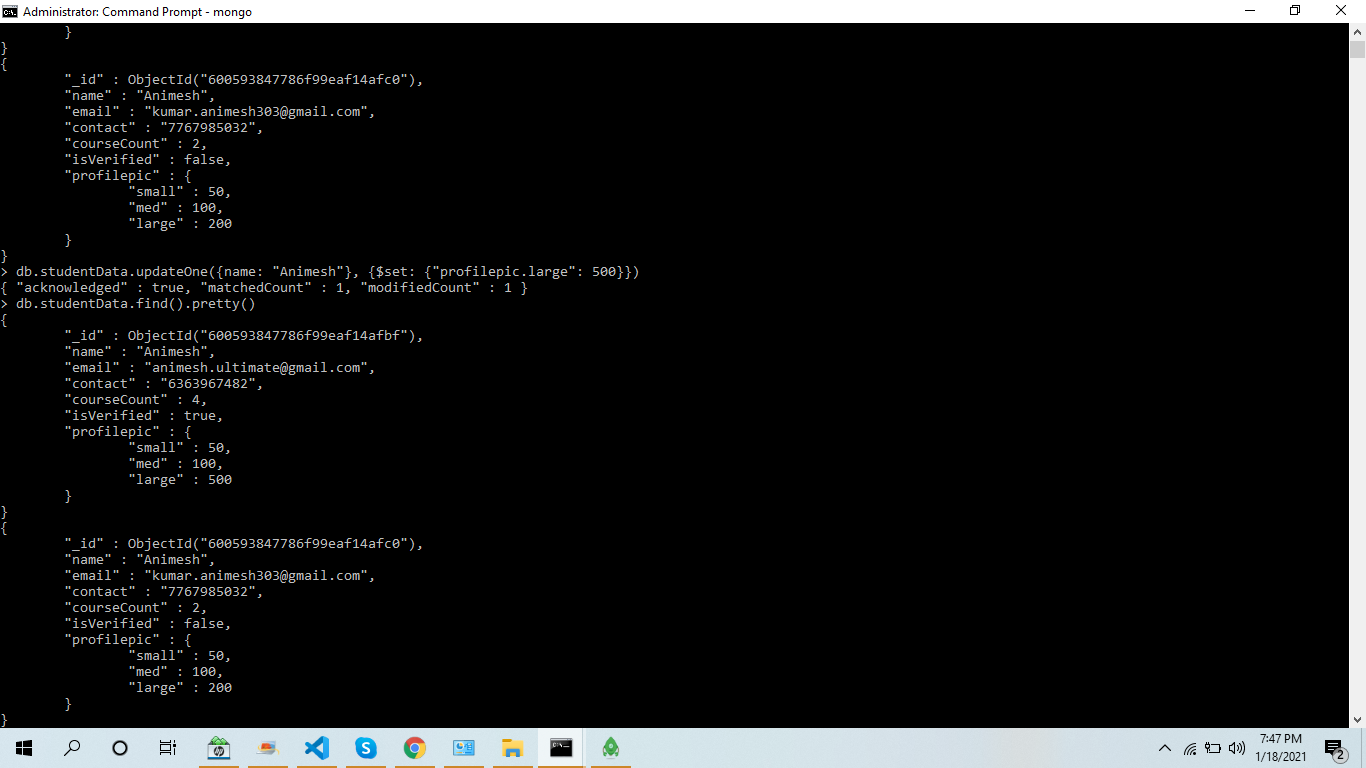 Administrator: Command Prompt - mongo
        }
}
{
        "_id" : ObjectId("600593847786f99eaf14afc0"),
        "name" : "Animesh",
        "email" : "kumar.animesh303@gmail.com",
        "contact" : "7767985032",
        "courseCount" : 2,
        "isVerified" : false,
        "profilepic" : {
                "small" : 50,
                "med" : 100,
                "large" : 200
        }
}
> db.studentData.updateOne({name: "Animesh"}, {$set: {"profilepic.large": 500}})
{ "acknowledged" : true, "matchedCount" : 1, "modifiedCount" : 1 }
> db.studentData.find().pretty()
{
        "_id" : ObjectId("600593847786f99eaf14afbf"),
        "name" : "Animesh",
        "email" : "animesh.ultimate@gmail.com",
        "contact" : "6363967482",
        "courseCount" : 4,
        "isVerified" : true,
        "profilepic" : {
                "small" : 50,
                "med" : 100,
                "large" : 500
        }
}
{
        "_id" : ObjectId("600593847786f99eaf14afc0"),
        "name" : "Animesh",
        "email" : "kumar.animesh303@gmail.com",
        "contact" : "7767985032",
        "courseCount" : 2,
        "isVerified" : false,
        "profilepic" : {
                "small" : 50,
                "med" : 100,
                "large" : 200
        }
}
7:47 PM
1/18/2021
2